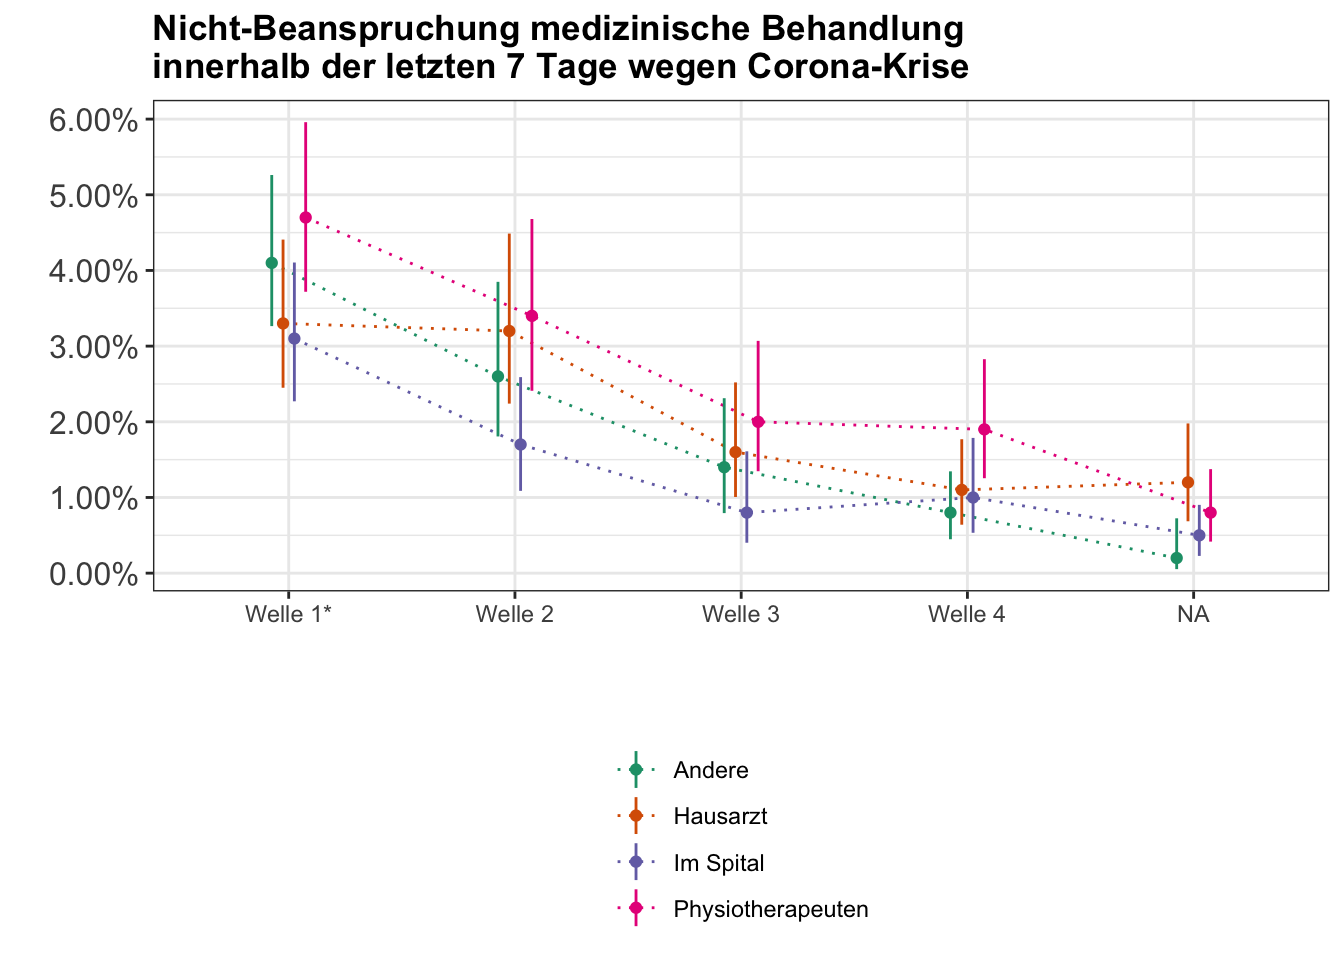 Nicht-Beanspruchung medizinische Behandlung
innerhalb der letzten 7 Tage wegen Corona-Krise
6.00%
5.00%
4.00%
3.00%
2.00%
1.00%
0.00%
Welle 1* Welle 2 Welle 3 Welle 4 NA
Andere
Hausarzt
Im Spital
Physiotherapeuten